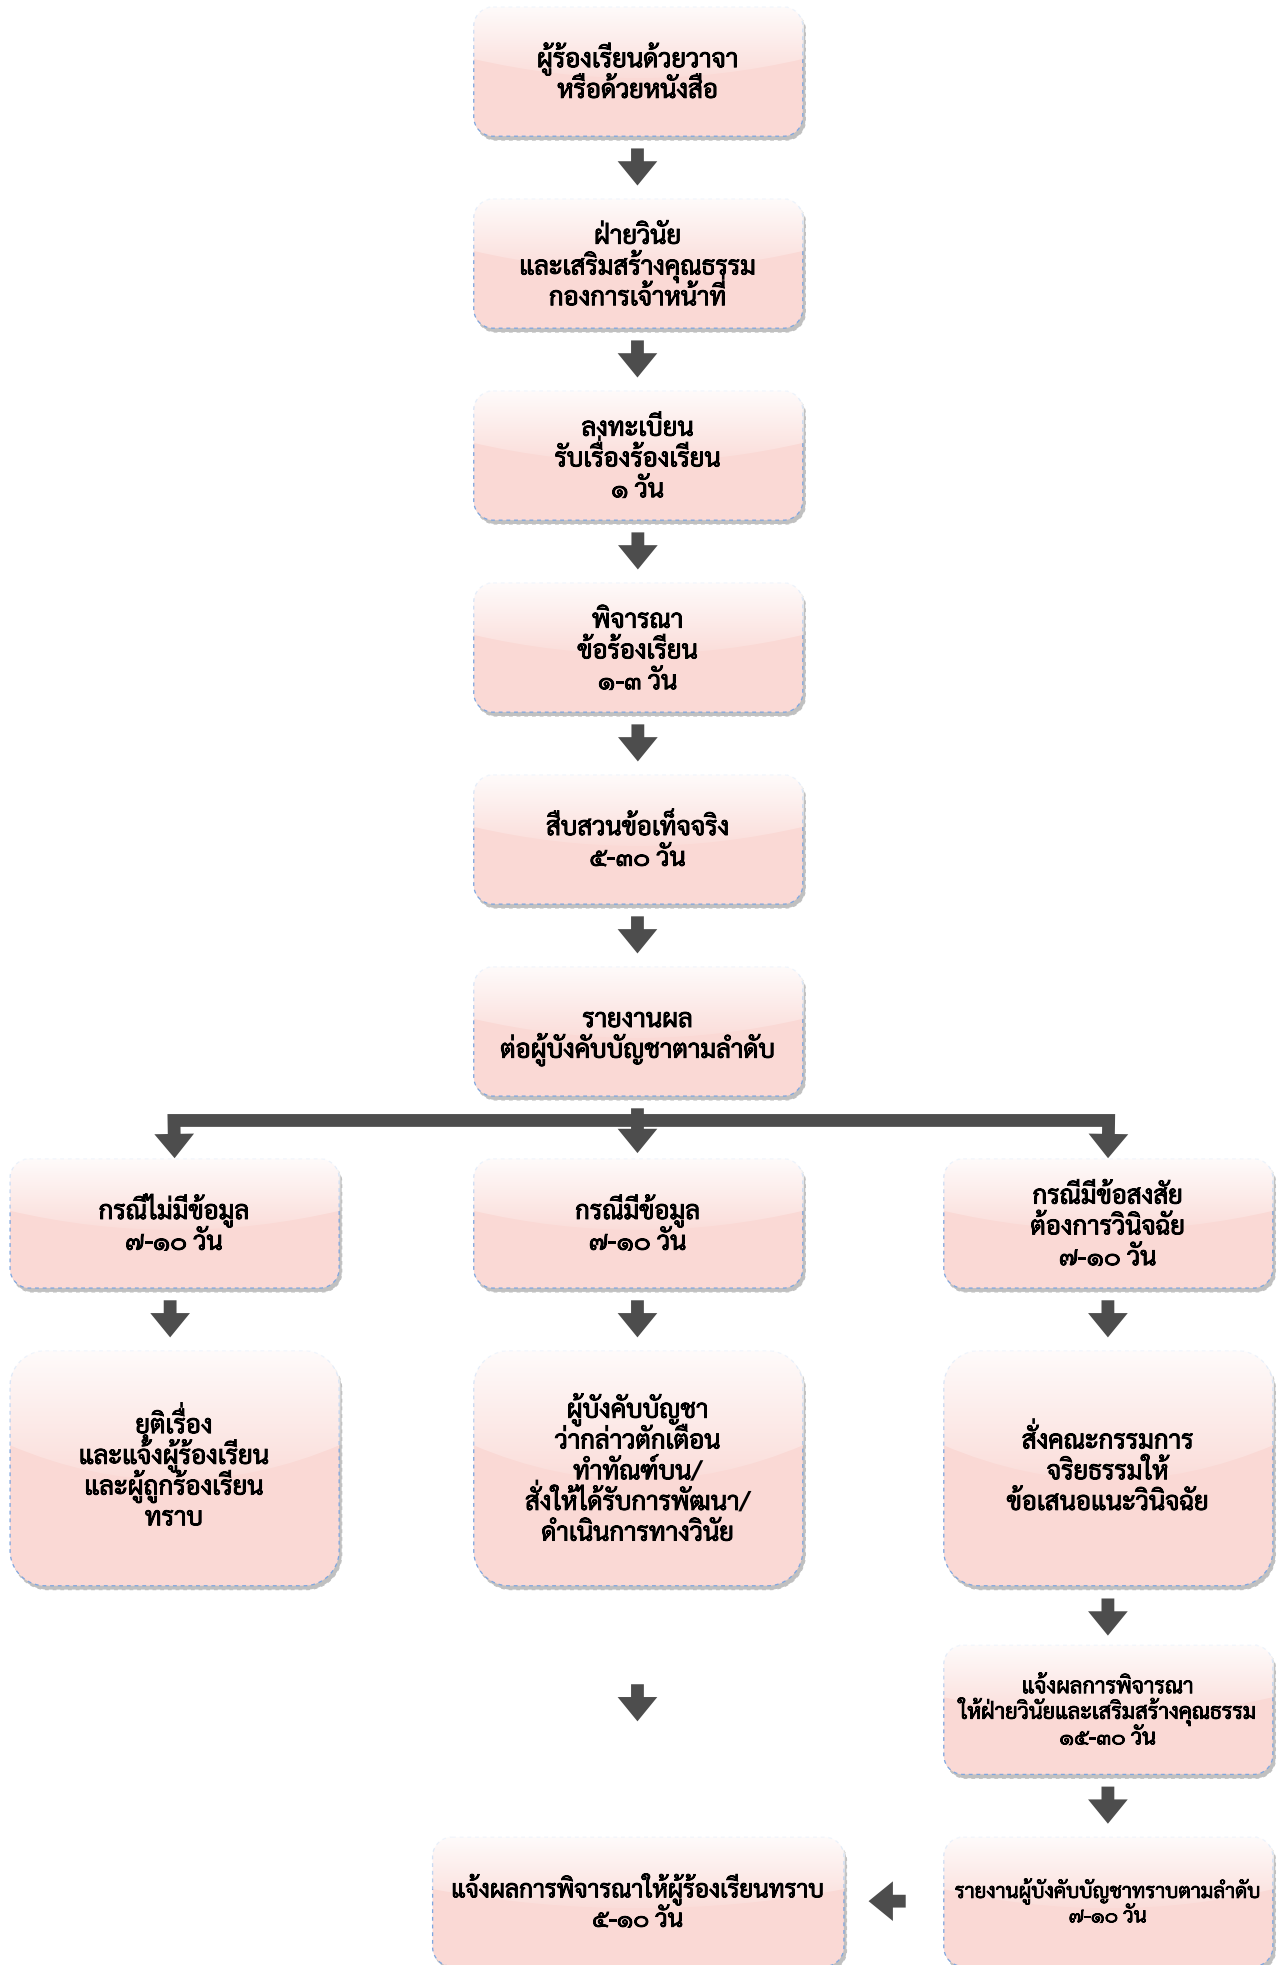 ผู้ร้องเรียนด้วยวาจา
หรือด้วยหนังสือ
ฝ่ายวินัย
และเสริมสร้างคุณธรรม
กองการเจ้าหน้าที่
ลงทะเบียน
รับเรื่องร้องเรียน
๑ วัน
พิจารณา
ข้อร้องเรียน
๑-๓ วัน
สืบสวนข้อเท็จจริง
๕-๓๐ วัน
รายงานผล
ต่อผู้บังคับบัญชาตามลำดับ
กรณีไม่มีข้อมูล
๗-๑๐ วัน
กรณีมีข้อมูล
๗-๑๐ วัน
กรณีมีข้อสงสัย
ต้องการวินิจฉัย
๗-๑๐ วัน
ยุติเรื่อง
และแจ้งผู้ร้องเรียน
และผู้ถูกร้องเรียน
ทราบ
ผู้บังคับบัญชา
ว่ากล่าวตักเตือน
ทำทัณฑ์บน/
สั่งให้ได้รับการพัฒนา/
ดำเนินการทางวินัย
สั่งคณะกรรมการ
จริยธรรมให้
ข้อเสนอแนะวินิจฉัย
แจ้งผลการพิจารณา
ให้ฝ่ายวินัยและเสริมสร้างคุณธรรม
๑๕-๓๐ วัน
รายงานผู้บังคับบัญชาทราบตามลำดับ
๗-๑๐ วัน
แจ้งผลการพิจารณาให้ผู้ร้องเรียนทราบ
๕-๑๐ วัน